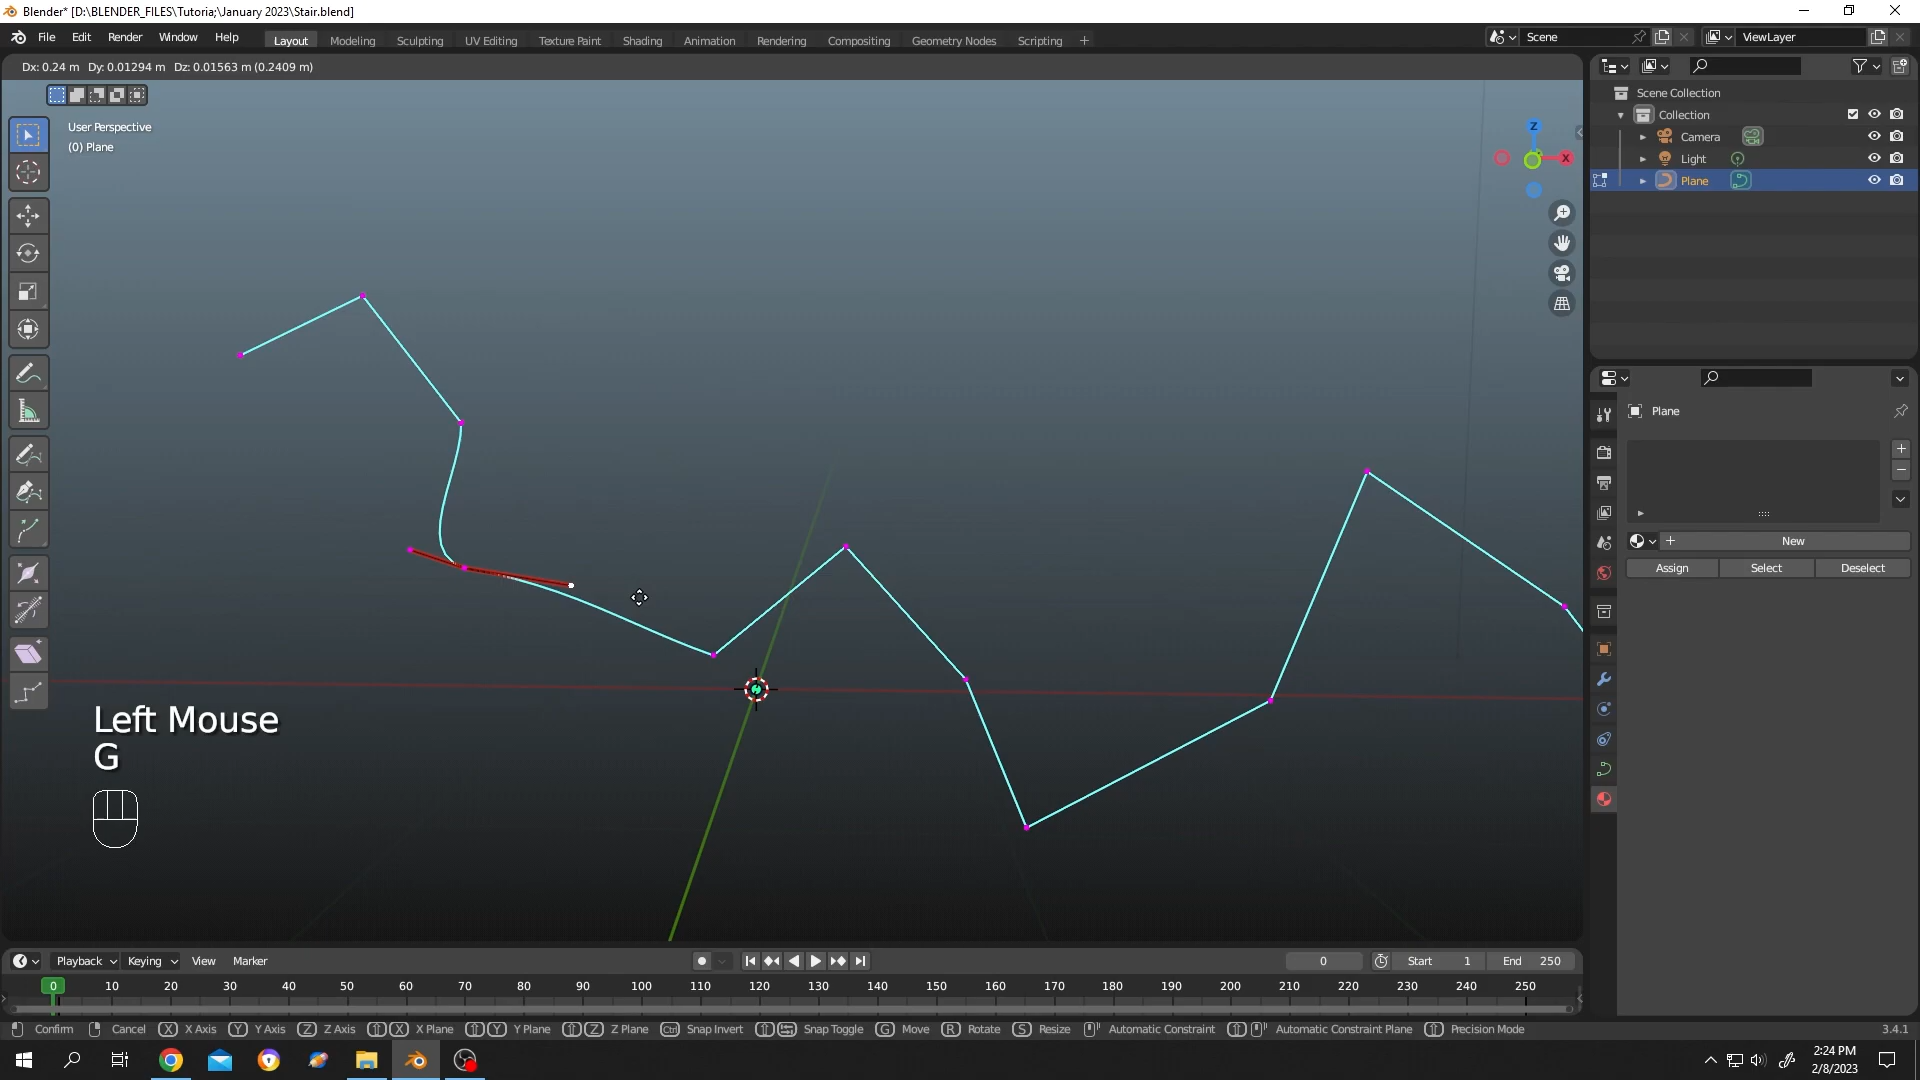 Blender* [D:\BLENDER_FILES\Tutoria;\January 2023\Stair.blend]
File Edit Render Window Help Layout Modeling Sculpting UV Editing Texture Paint Shading Animation Rendering Compositing Geometry Nodes Scripting + Scene ViewLayer
Dx: 0.24 m Dy: 0.01294 m Dz: 0.01563 m (0.2409 m)
Scene Collection
Collection
Camera
Light
Plane
User Perspective
(0) Plane
Z
X
Plane
New
Assign Select Deselect
Left Mouse
G
Playback Keying View Marker 0 Start 1 End 250
0 10 20 30 40 50 60 70 80 90 100 110 120 130 140 150 160 170 180 190 200 210 220 230 240 250
Confirm Cancel X X Axis Y Y Axis Z Z Axis X X Plane Y Y Plane Z Z Plane Ctrl Snap Invert Snap Toggle G Move R Rotate S Resize Automatic Constraint Automatic Constraint Plane Precision Mode 3.4.1
2:24 PM
2/8/2023